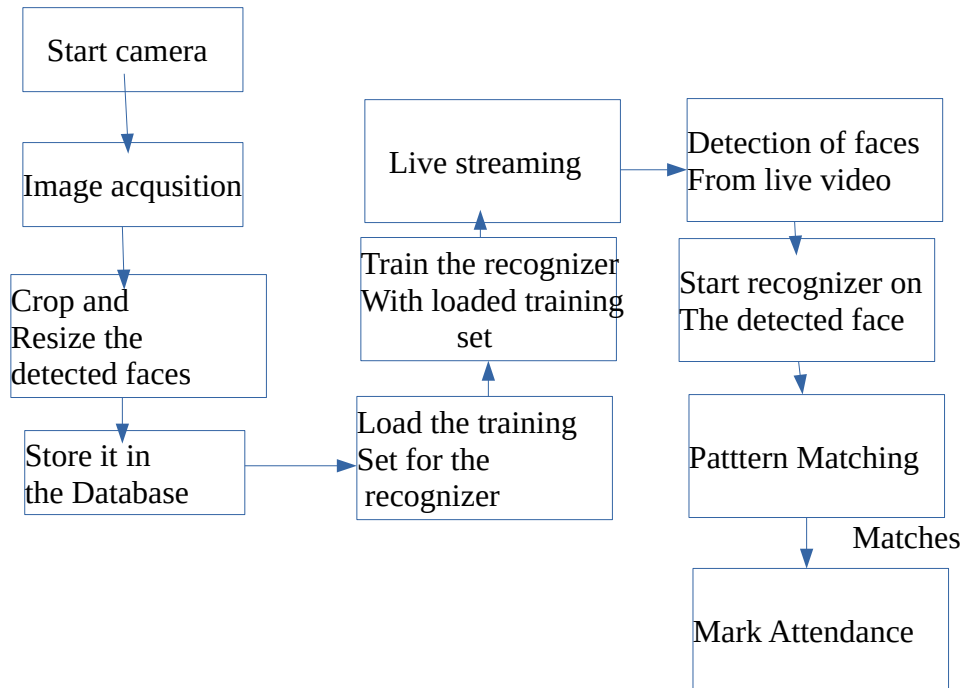 Start camera
Image acqusition
Crop and
Resize the
detected faces
Store it in
the Database
Load the training
Set for the
recognizer
Train the recognizer
With loaded training
set
Live streaming
Detection of faces
From live video
Start recognizer on
The detected face
Patttern Matching
Matches
Mark Attendance